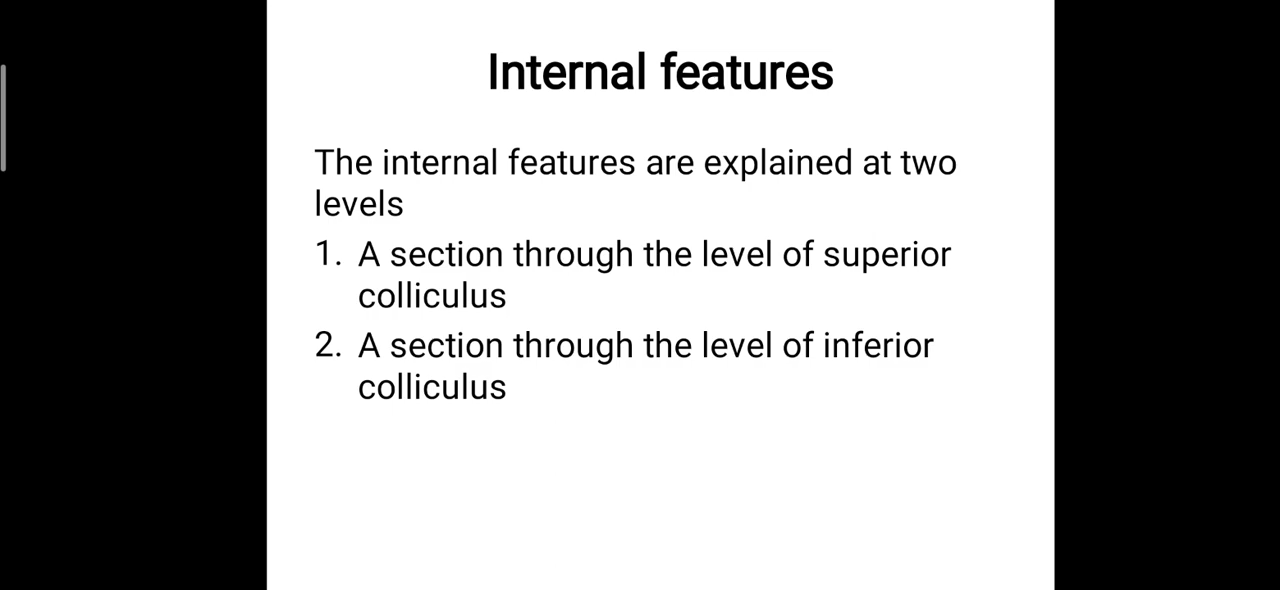 Internal features
The internal features are explained at two
levels
1. A section through the level of superior
colliculus
2. A section through the level of inferior
colliculus